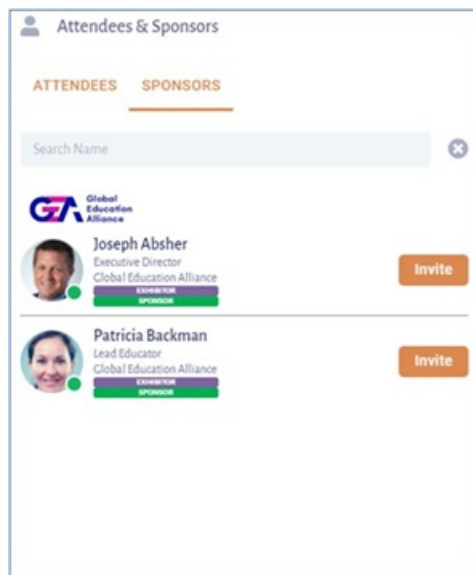 Attendees & Sponsors
ATTENDEES SPONSORS
Search Name
GEA Global
Education
Alliance
Joseph Absher
Executive Director
Global Education Alliance
EXHIBITOR
SPONSOR
Invite
Patricia Backman
Lead Educator
Global Education Alliance
EXHIBITOR
SPONSOR
Invite